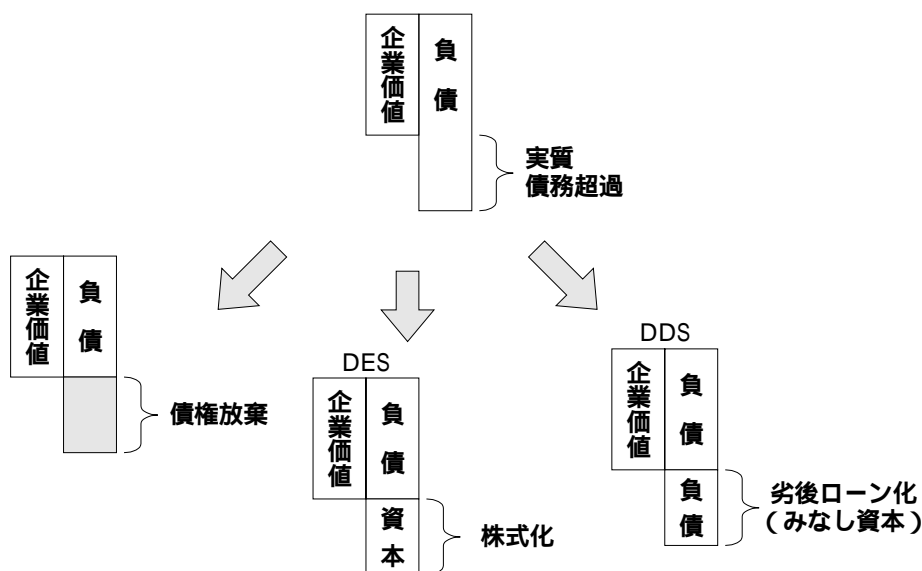 企業価値
負債
実質
債務超過
企業価値
負債
債権放棄
DES
企業価値
負債
資本
株式化
DDS
企業価値
負債
負債
劣後ローン化
(みなし資本)